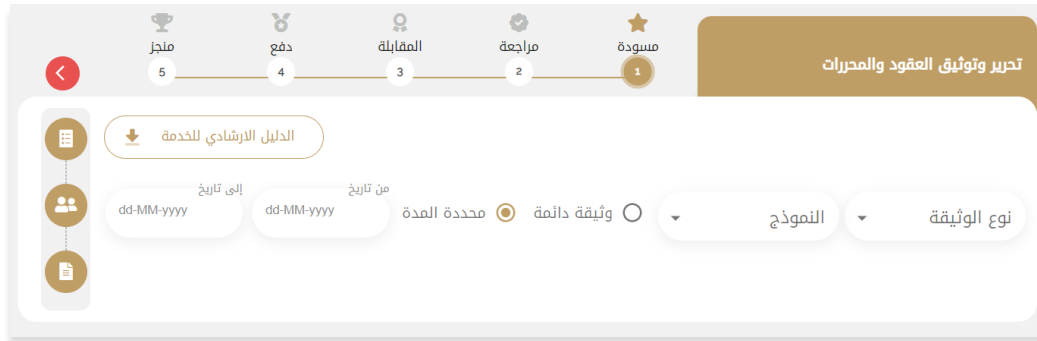 تحرير وتوثيق العقود والمحررات
مسودة
1
مراجعة
2
المقابلة
3
دفع
4
منجز
5
الدليل الارشادي للخدمة
نوع الوثيقة
النموذج
وثيقة دائمة
محددة المدة
من تاريخ
dd-MM-yyyy
إلى تاريخ
dd-MM-yyyy